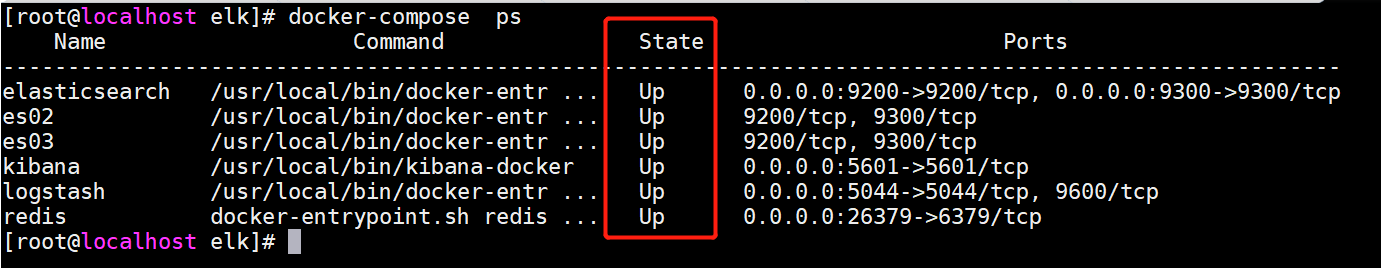 [root@localhost elk]# docker-compose  ps
    Name                   Command               State                       Ports
-------------------------------------------------------------------------------------------------------
elasticsearch   /usr/local/bin/docker-entr ...   Up      0.0.0.0:9200->9200/tcp, 0.0.0.0:9300->9300/tcp
es02            /usr/local/bin/docker-entr ...   Up      9200/tcp, 9300/tcp
es03            /usr/local/bin/docker-entr ...   Up      9200/tcp, 9300/tcp
kibana          /usr/local/bin/kibana-docker     Up      0.0.0.0:5601->5601/tcp
logstash        /usr/local/bin/docker-entr ...   Up      0.0.0.0:5044->5044/tcp, 9600/tcp
redis           docker-entrypoint.sh redis ...   Up      0.0.0.0:26379->6379/tcp
[root@localhost elk]#